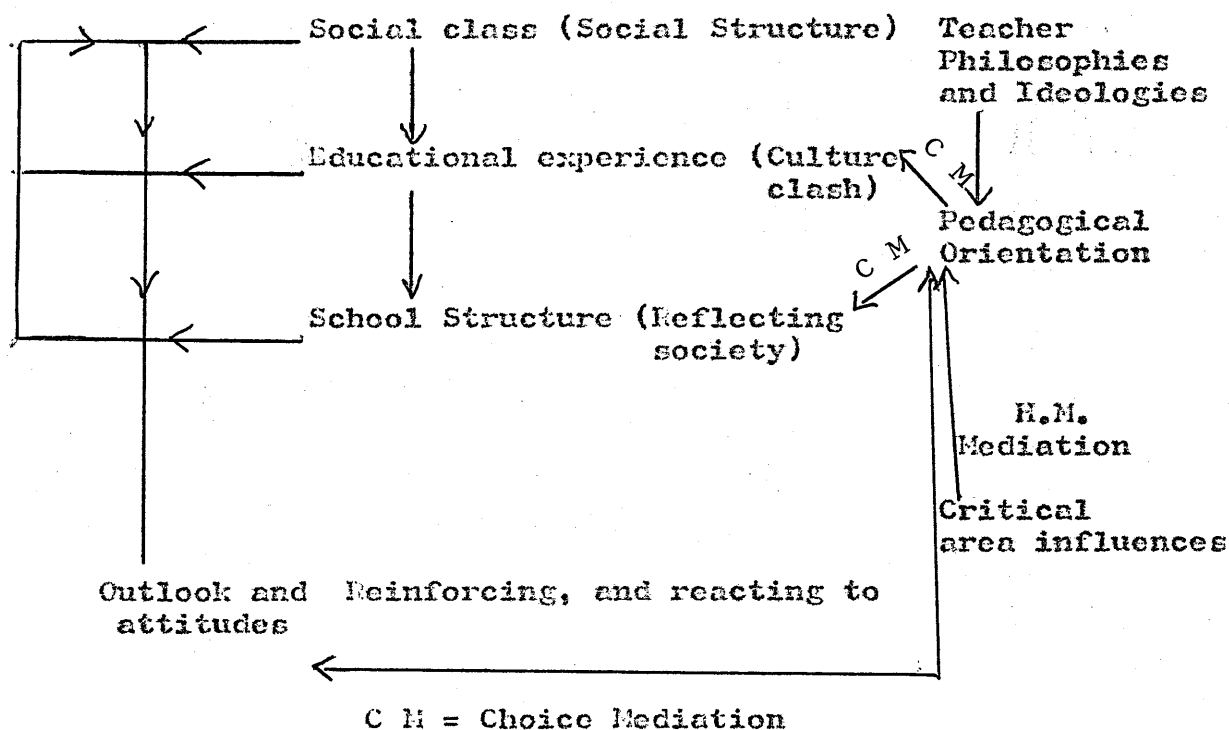 Social class (Social Structure)
Teacher
Philosophies
and Ideologies
Educational experience (Culture
clash)
C M
Pedagogical
Orientation
C M
School Structure (Reflecting
society)
H.M.
Mediation
Critical
area influences
Outlook and Reinforcing, and reacting to
attitudes
C M = Choice Mediation